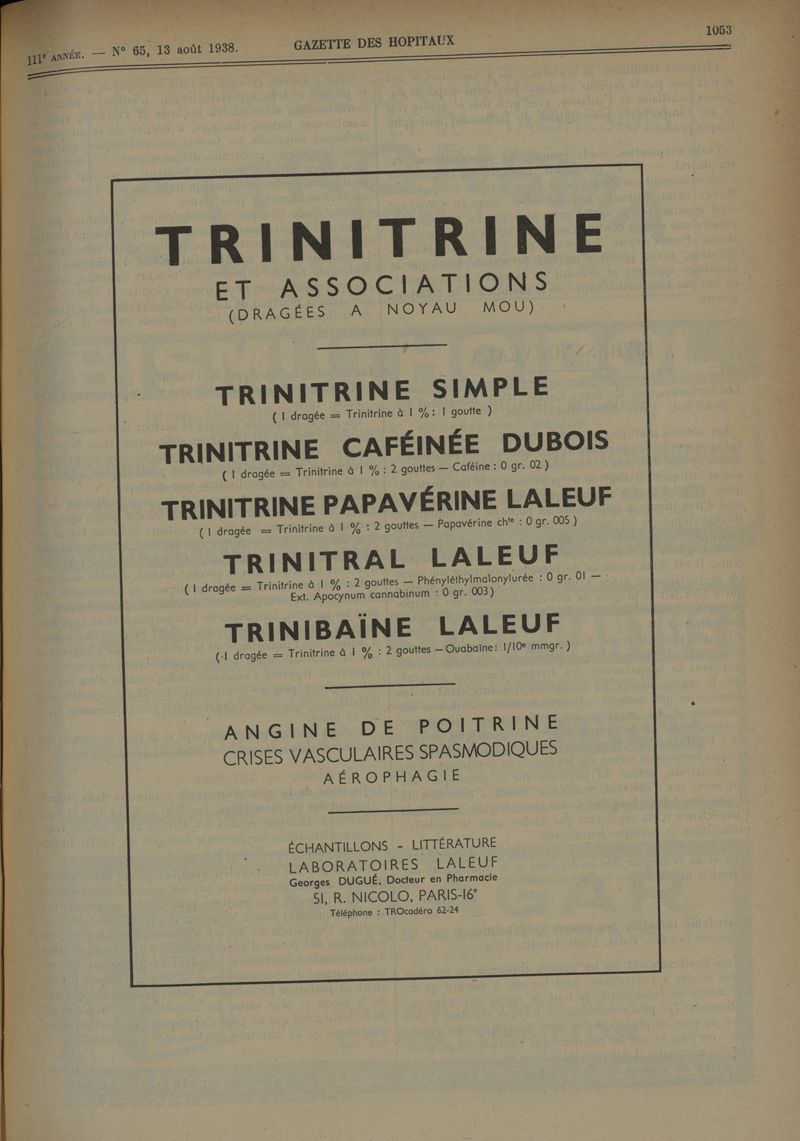 111e ANNÉE. — N° 65, 13 août 1938. GAZETTE DES HOPITAUX 1053
TRINITRINE
ET ASSOCIATIONS
(DRAGÉES A NOYAU MOU)
TRINITRINE SIMPLE
( 1 dragée = Trinitrine à 1 % : 1 goutte )
TRINITRINE CAFÉINÉE DUBOIS
( 1 dragée = Trinitrine à 1 % : 2 gouttes — Caféine : 0 gr. 02 )
TRINITRINE PAPAVÉRINE LALEUF
( 1 dragée = Trinitrine à 1 % : 2 gouttes — Papavérine chte : 0 gr. 005 )
TRINITRAL LALEUF
( 1 dragée = Trinitrine à 1 % : 2 gouttes — Phényléthylmalonylurée : 0 gr. 01 —
Ext. Apocynum cannabinum : 0 gr. 003)
TRINIBAÏNE LALEUF
( 1 dragée = Trinitrine à 1 % : 2 gouttes — Ouabaïne : 1/10e mmgr. )
ANGINE DE POITRINE
CRISES VASCULAIRES SPASMODIQUES
AÉROPHAGIE
ÉCHANTILLONS - LITTÉRATURE
LABORATOIRES LALEUF
Georges DUGUÉ, Docteur en Pharmacie
51, R. NICOLO, PARIS-16e
Téléphone : TROcadéro 62-24